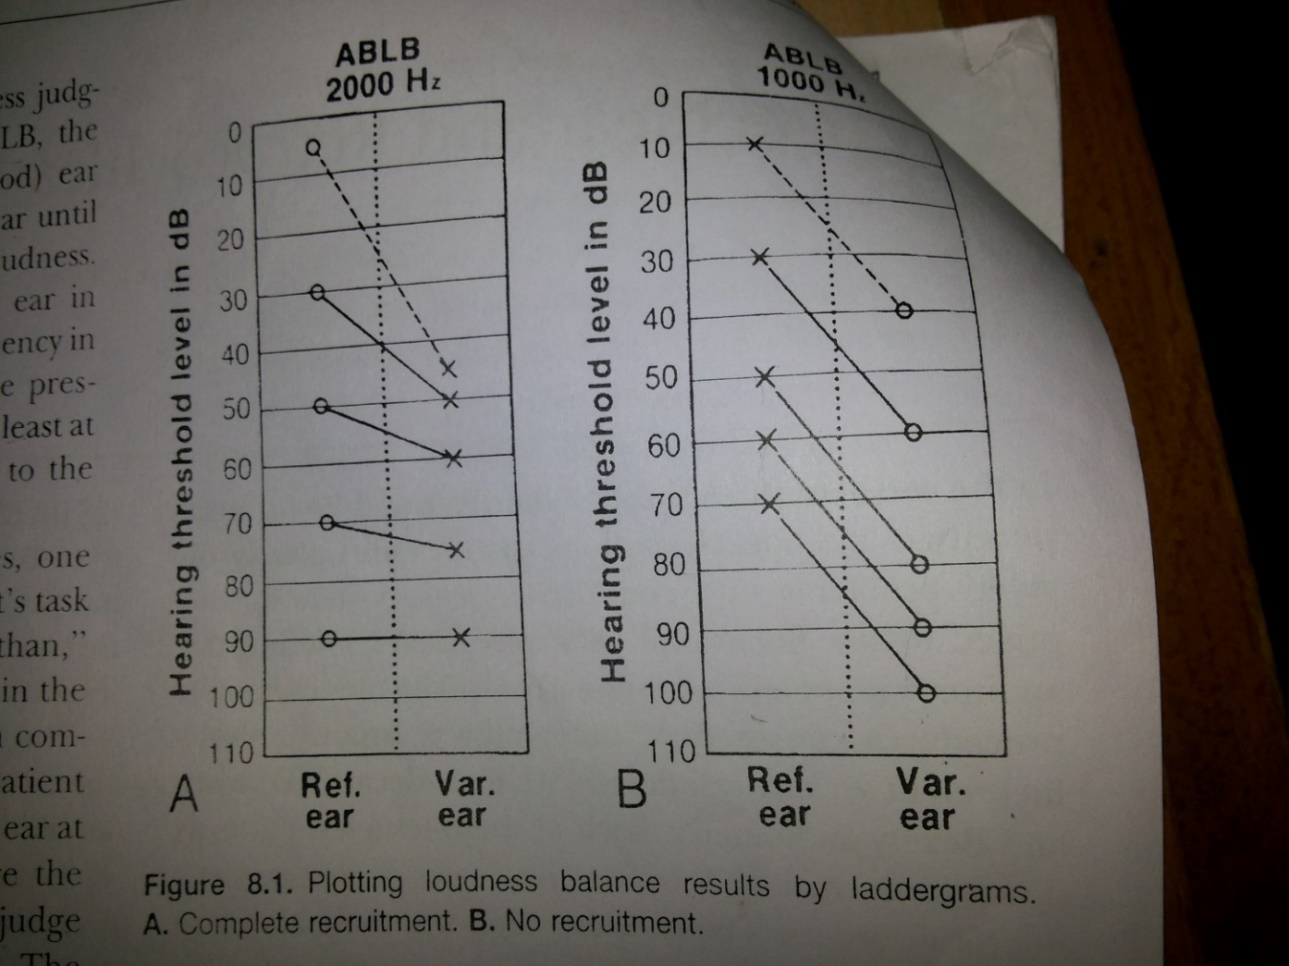 ess judg-
LB, the
od) ear
ar until
udness.
ear in
ency in
e pres-
least at
to the
s, one
t's task
than,"
in the
com-
atient
ear at
e the
judge
The
ABLB
2000 Hz
Hearing threshold level in dB
0
10
20
30
40
50
60
70
80
90
100
110
Ref. Var.
ear ear
A
ABLB
1000 H
Hearing threshold level in dB
0
10
20
30
40
50
60
70
80
90
100
110
Ref. Var.
ear ear
B
Figure 8.1. Plotting loudness balance results by laddergrams.
A. Complete recruitment. B. No recruitment.